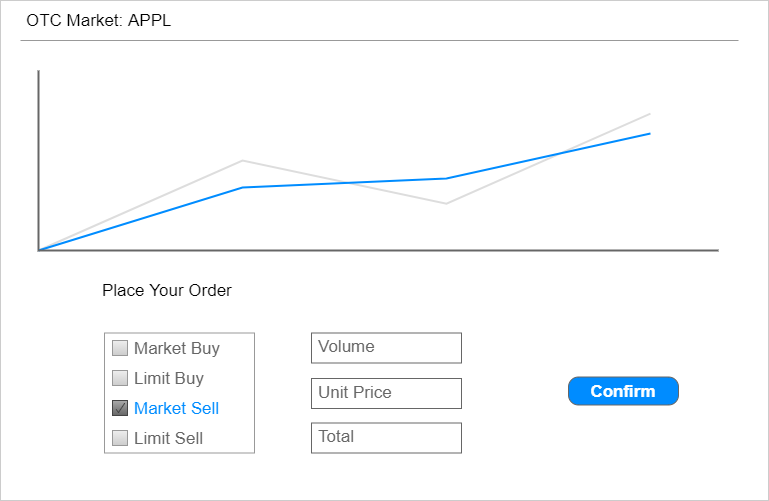 OTC Market: APPL
Place Your Order
Market Buy
Limit Buy
Market Sell
Limit Sell
Volume
Unit Price
Total
Confirm